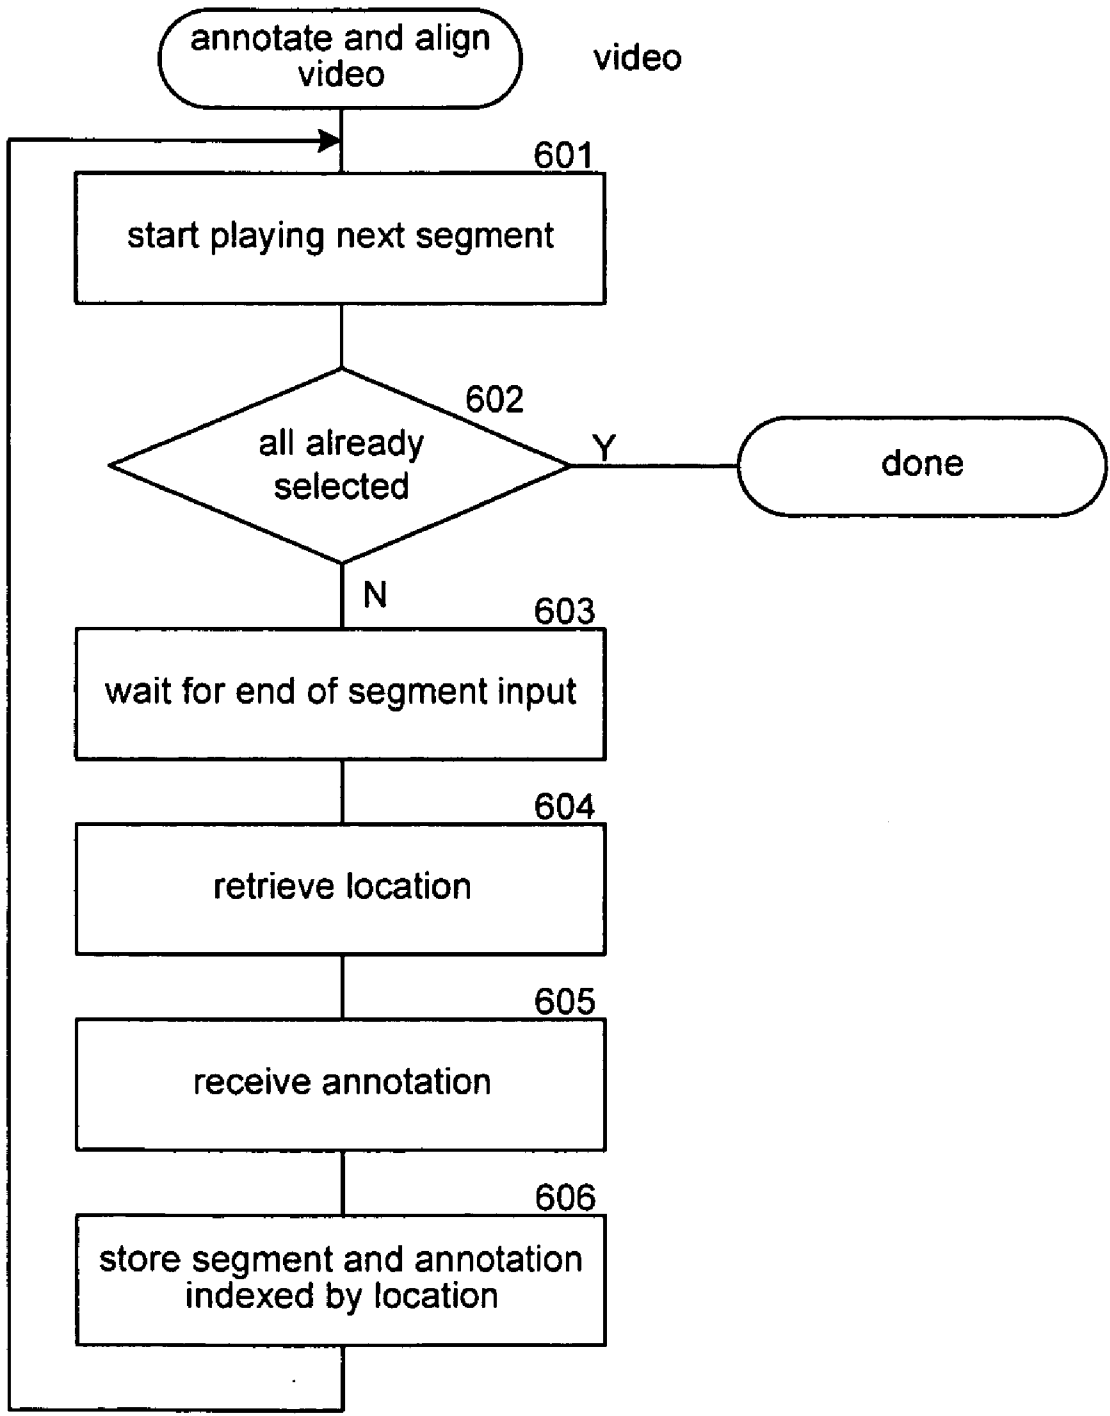 annotate and align
video
video
601
start playing next segment
602
all already
selected
Y
done
N
603
wait for end of segment input
604
retrieve location
605
receive annotation
606
store segment and annotation
indexed by location